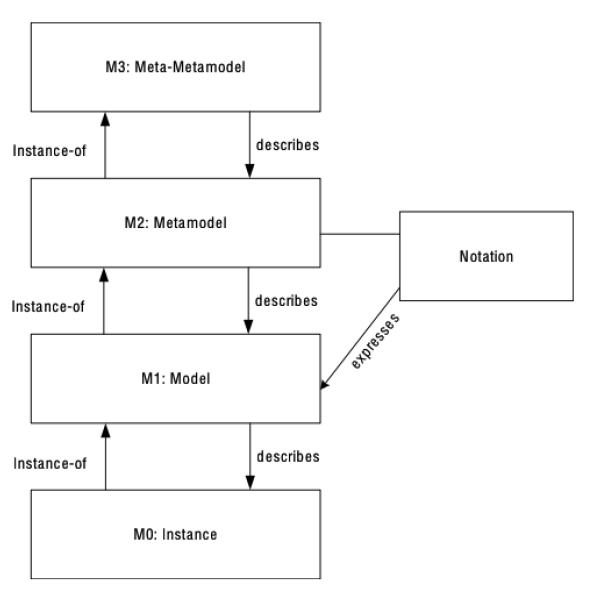 M3: Meta-Metamodel
Instance-of
describes
M2: Metamodel
Notation
Instance-of
describes
expresses
M1: Model
Instance-of
describes
M0: Instance